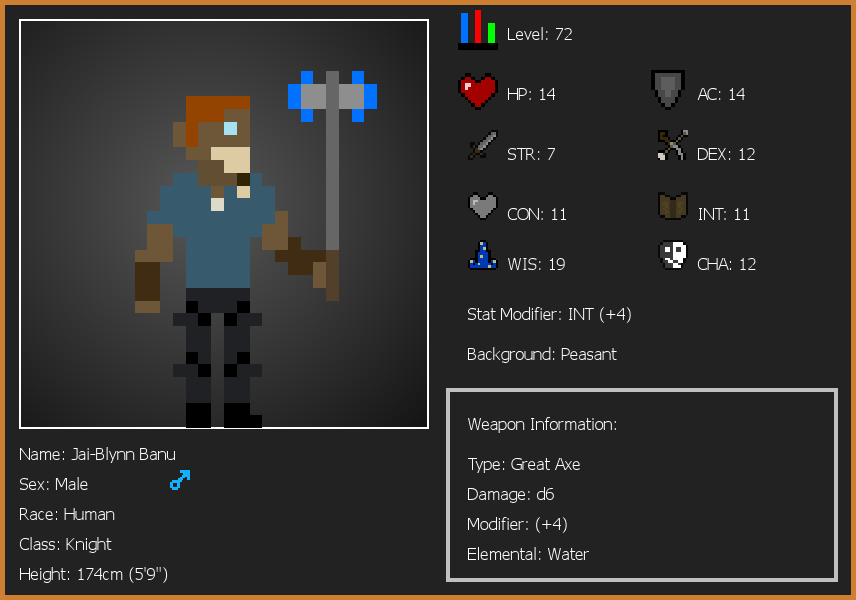 Level: 72
HP: 14
AC: 14
STR: 7
DEX: 12
CON: 11
INT: 11
WIS: 19
CHA: 12
Stat Modifier: INT (+4)
Background: Peasant
Weapon Information:
Type: Great Axe
Damage: d6
Modifier: (+4)
Elemental: Water
Name: Jai-Blynn Banu
Sex: Male
Race: Human
Class: Knight
Height: 174cm (5'9")